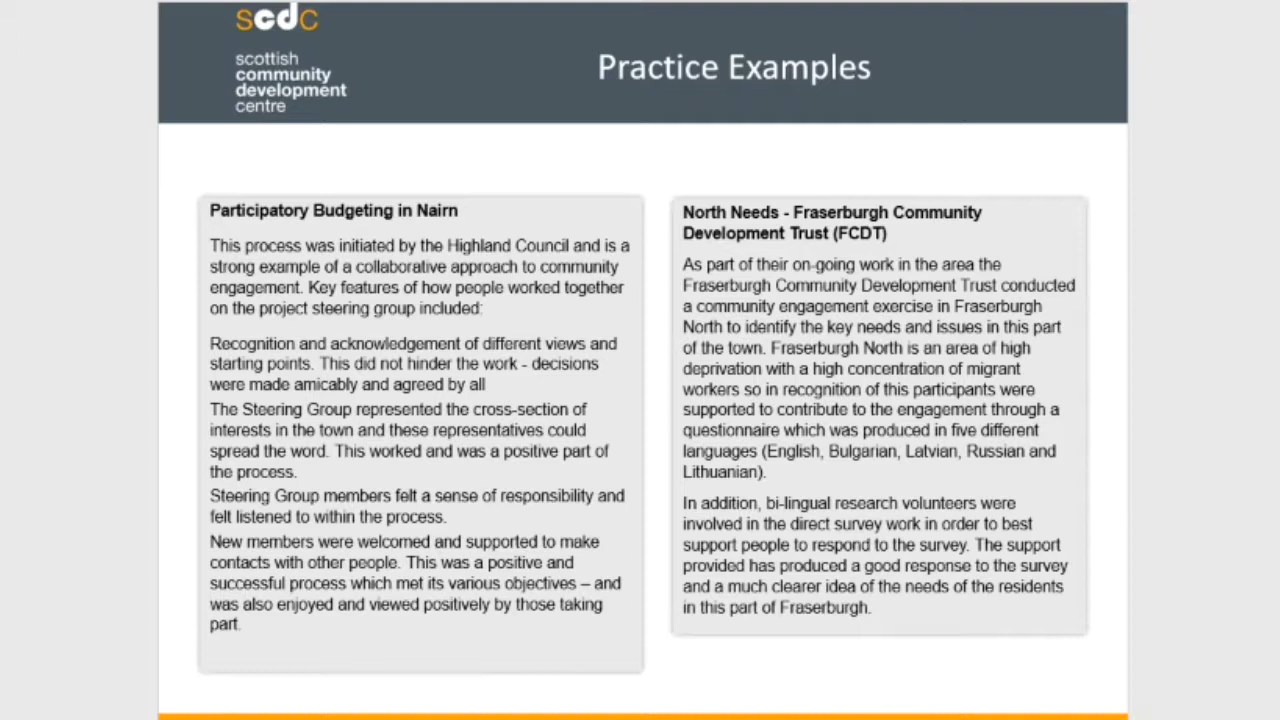 scdc
scottish
community
development
centre
Practice Examples
Participatory Budgeting in Nairn
This process was initiated by the Highland Council and is a
strong example of a collaborative approach to community
engagement. Key features of how people worked together
on the project steering group included:
Recognition and acknowledgement of different views and
starting points. This did not hinder the work - decisions
were made amicably and agreed by all
The Steering Group represented the cross-section of
interests in the town and these representatives could
spread the word. This worked and was a positive part of
the process.
Steering Group members felt a sense of responsibility and
felt listened to within the process.
New members were welcomed and supported to make
contacts with other people. This was a positive and
successful process which met its various objectives – and
was also enjoyed and viewed positively by those taking
part.
North Needs - Fraserburgh Community
Development Trust (FCDT)
As part of their on-going work in the area the
Fraserburgh Community Development Trust conducted
a community engagement exercise in Fraserburgh
North to identify the key needs and issues in this part
of the town. Fraserburgh North is an area of high
deprivation with a high concentration of migrant
workers so in recognition of this participants were
supported to contribute to the engagement through a
questionnaire which was produced in five different
languages (English, Bulgarian, Latvian, Russian and
Lithuanian).
In addition, bi-lingual research volunteers were
involved in the direct survey work in order to best
support people to respond to the survey. The support
provided has produced a good response to the survey
and a much clearer idea of the needs of the residents
in this part of Fraserburgh.